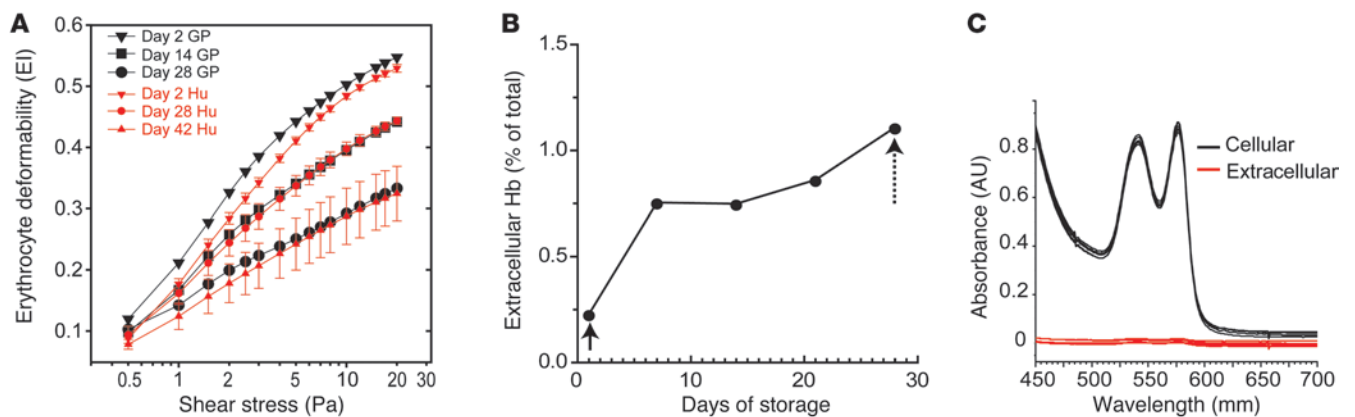 A
Erythrocyte deformability (EI)
0.6
0.5
0.4
0.3
0.2
0.1
Day 2 GP
Day 14 GP
Day 28 GP
Day 2 Hu
Day 28 Hu
Day 42 Hu
0.5 1 2 5 10 20 30
Shear stress (Pa)
B
Extracellular Hb (% of total)
1.5
1.0
0.5
0.0
0 10 20 30
Days of storage
C
Absorbance (AU)
0.8
0.4
0
Cellular
Extracellular
450 500 550 600 650 700
Wavelength (mm)